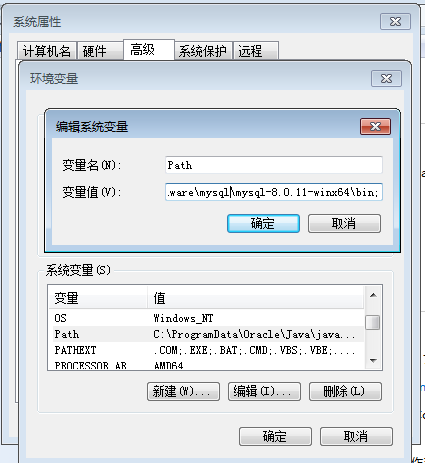 系统属性
计算机名 硬件 高级 系统保护 远程
环境变量
编辑系统变量
变量名(N): Path
变量值(V): .ware\mysql\mysql-8.0.11-winx64\bin;
确定 取消
系统变量(S)
变量 值
OS Windows_NT
Path C:\ProgramData\Oracle\Java\java...
PATHEXT .COM;.EXE;.BAT;.CMD;.VBS;.VBE;....
PROCESSOR_AR AMD64
新建(W)... 编辑(I)... 删除(L)
确定 取消